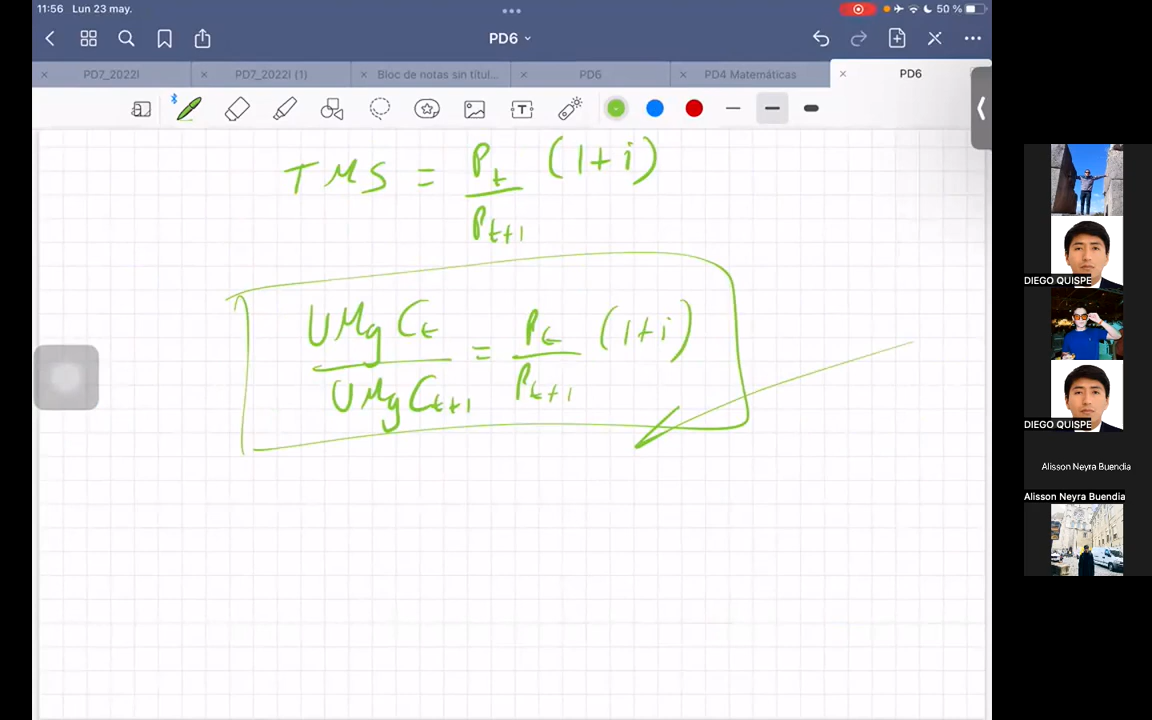 11:56 Lun 23 may.
50 %
PD6
PD7_2022I
PD7_2022I (1)
Bloc de notas sin títul...
PD6
PD4 Matemáticas
PD6
TMS = Pt / Pt+1 (1+i)
UMg Ct / UMg Ct+1 = Pt / Pt+1 (1+i)
DIEGO QUISPE
DIEGO QUISPE
Alisson Neyra Buendia
Alisson Neyra Buendia